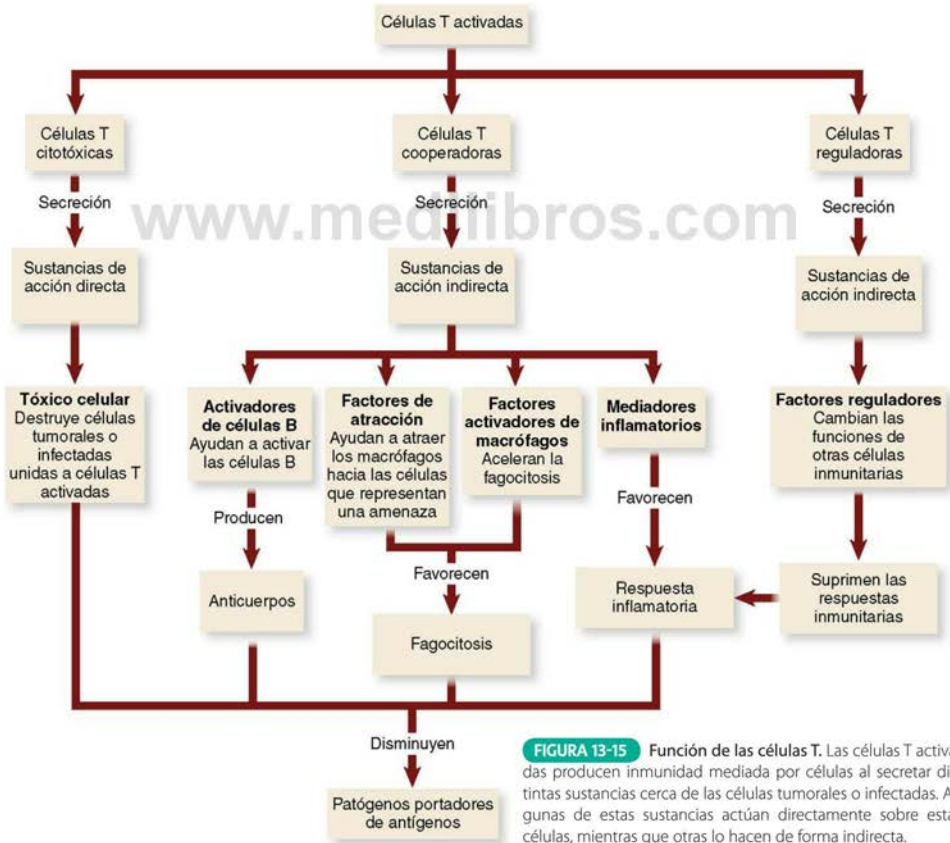 Células T activadas
Células T
citotóxicas
Células T
cooperadoras
Células T
reguladoras
Secreción
Secreción
Secreción
www.medilibros.com
Sustancias de
acción directa
Sustancias de
acción indirecta
Sustancias de
acción indirecta
Tóxico celular
Destruye células
tumorales o
infectadas
unidas a células T
activadas
Activadores
de células B
Ayudan a activar
las células B
Factores de
atracción
Ayudan a atraer
los macrófagos
hacia las células
que representan
una amenaza
Factores
activadores de
macrófagos
Aceleran la
fagocitosis
Mediadores
inflamatorios
Factores reguladores
Cambian las
funciones de
otras células
inmunitarias
Producen
Favorecen
Favorecen
Anticuerpos
Fagocitosis
Respuesta
inflamatoria
Suprimen las
respuestas
inmunitarias
Disminuyen
Patógenos portadores
de antígenos
FIGURA 13-15 Función de las células T. Las células T activa
das producen inmunidad mediada por células al secretar di
tintas sustancias cerca de las células tumorales o infectadas. A
gunas de estas sustancias actúan directamente sobre esta
células, mientras que otras lo hacen de forma indirecta.